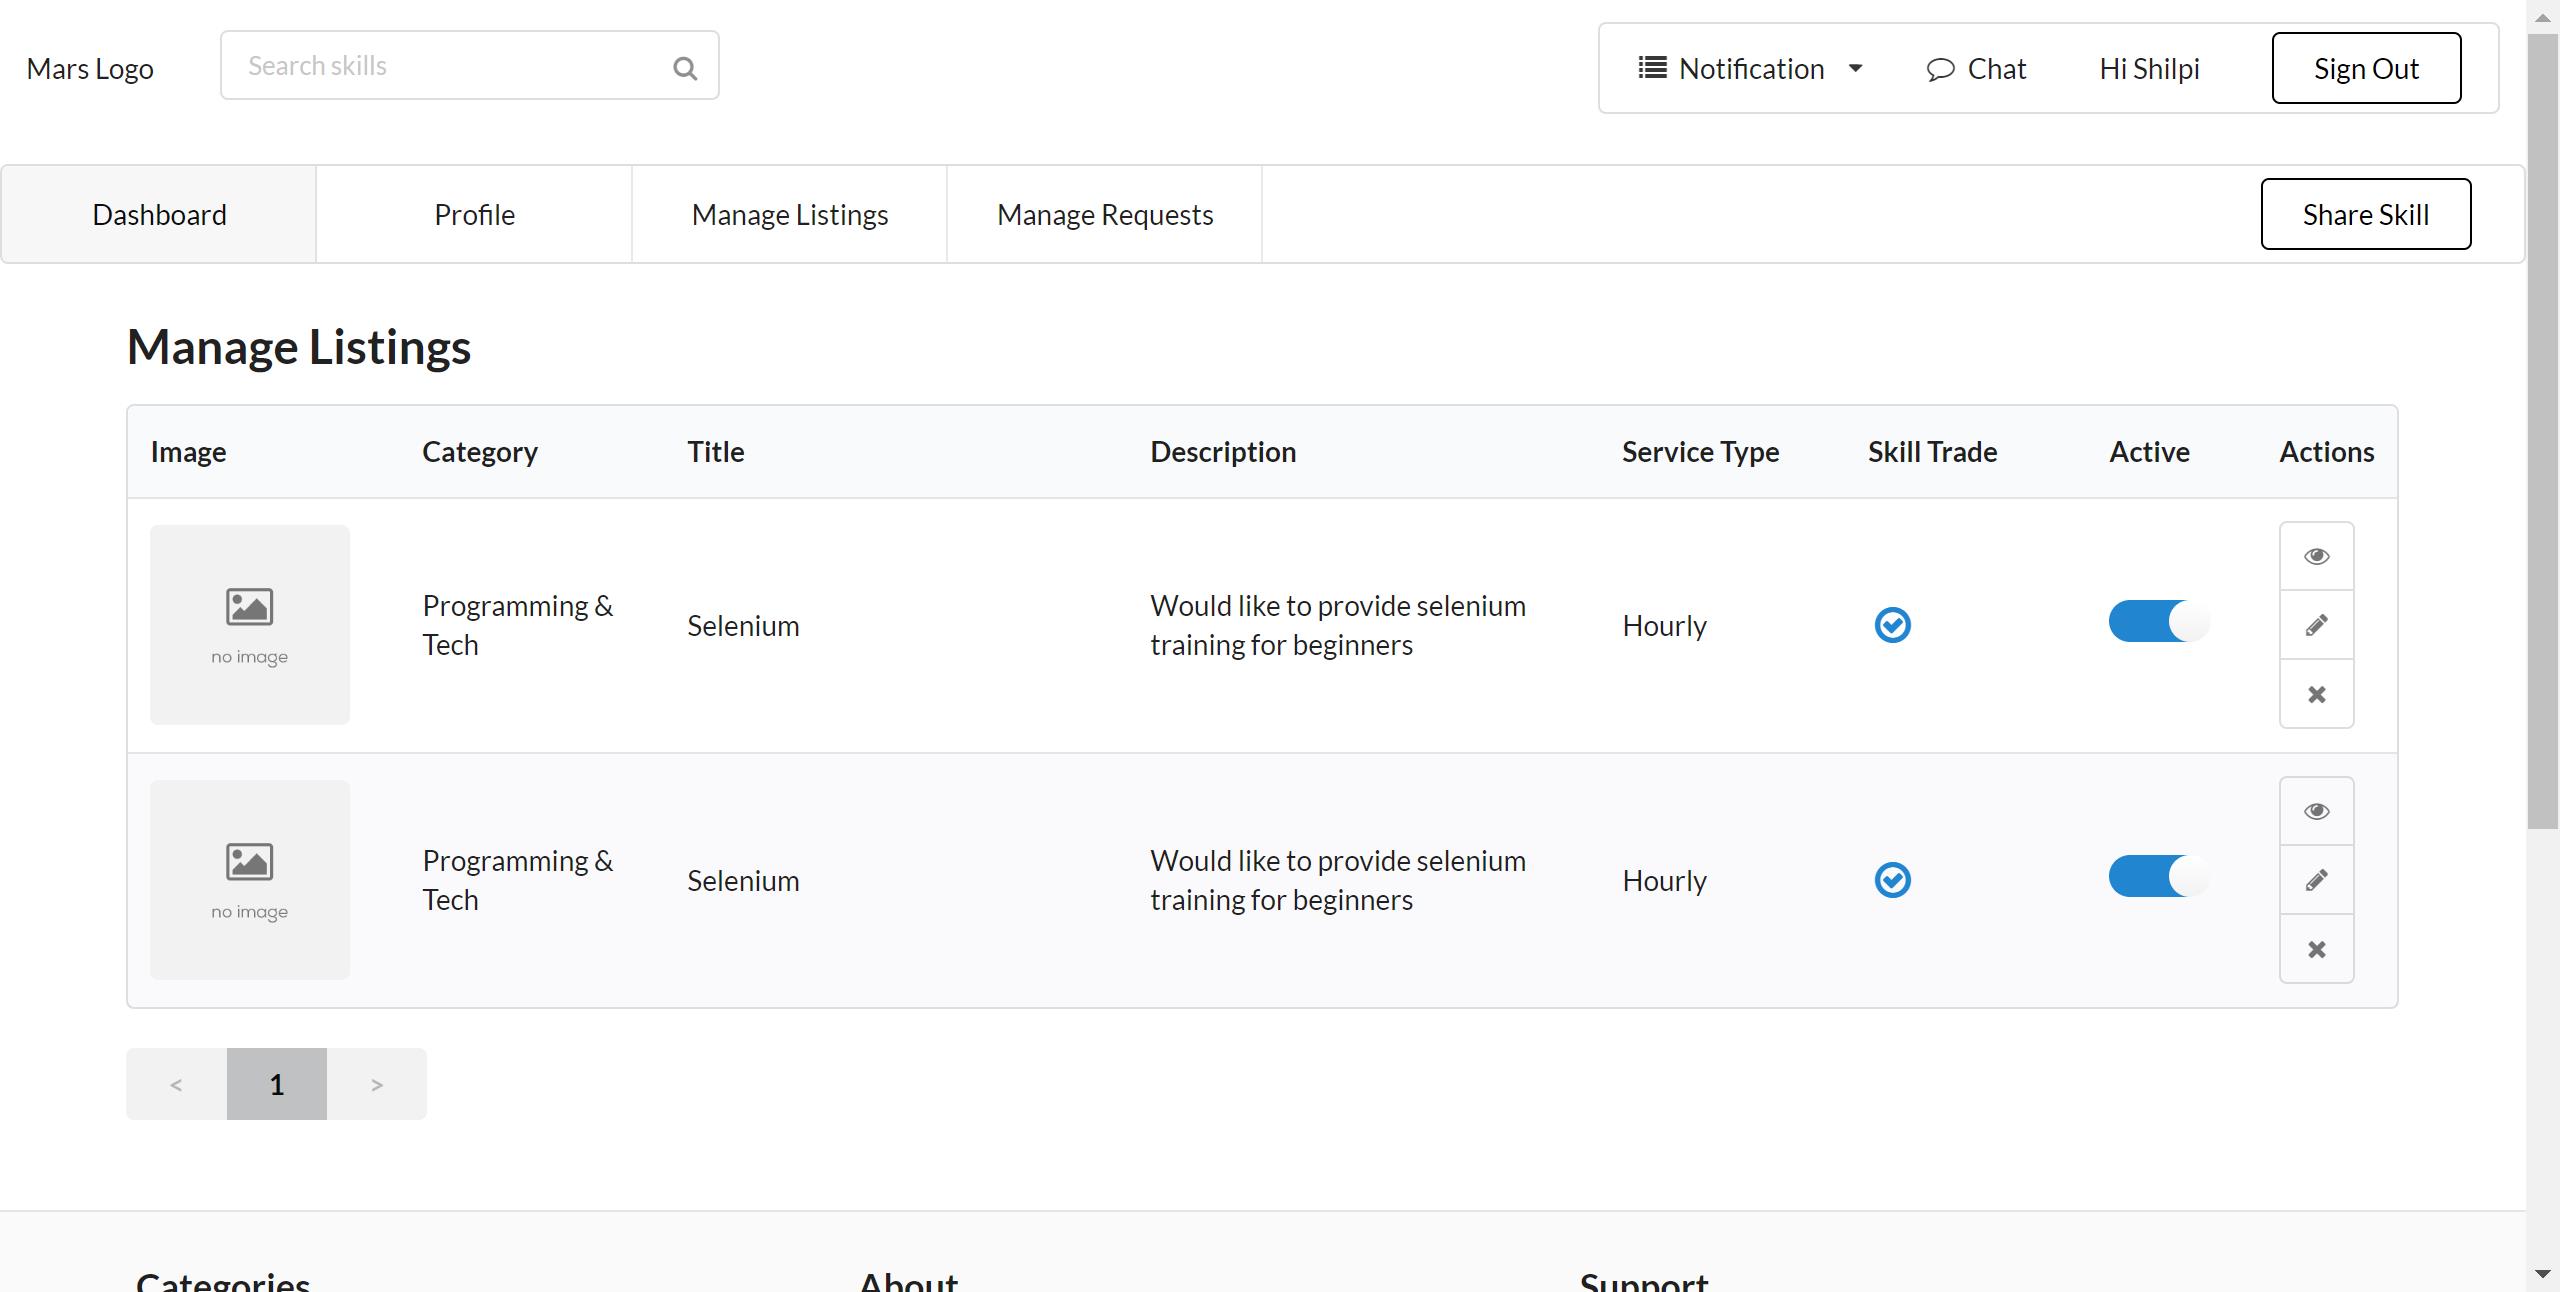 Mars Logo
Search skills
Notification
Chat
Hi Shilpi
Sign Out
Dashboard
Profile
Manage Listings
Manage Requests
Share Skill
Manage Listings
Image
Category
Title
Description
Service Type
Skill Trade
Active
Actions
no image
Programming &
Tech
Selenium
Would like to provide selenium
training for beginners
Hourly
no image
Programming &
Tech
Selenium
Would like to provide selenium
training for beginners
Hourly
<
1
>
Categories
About
Support